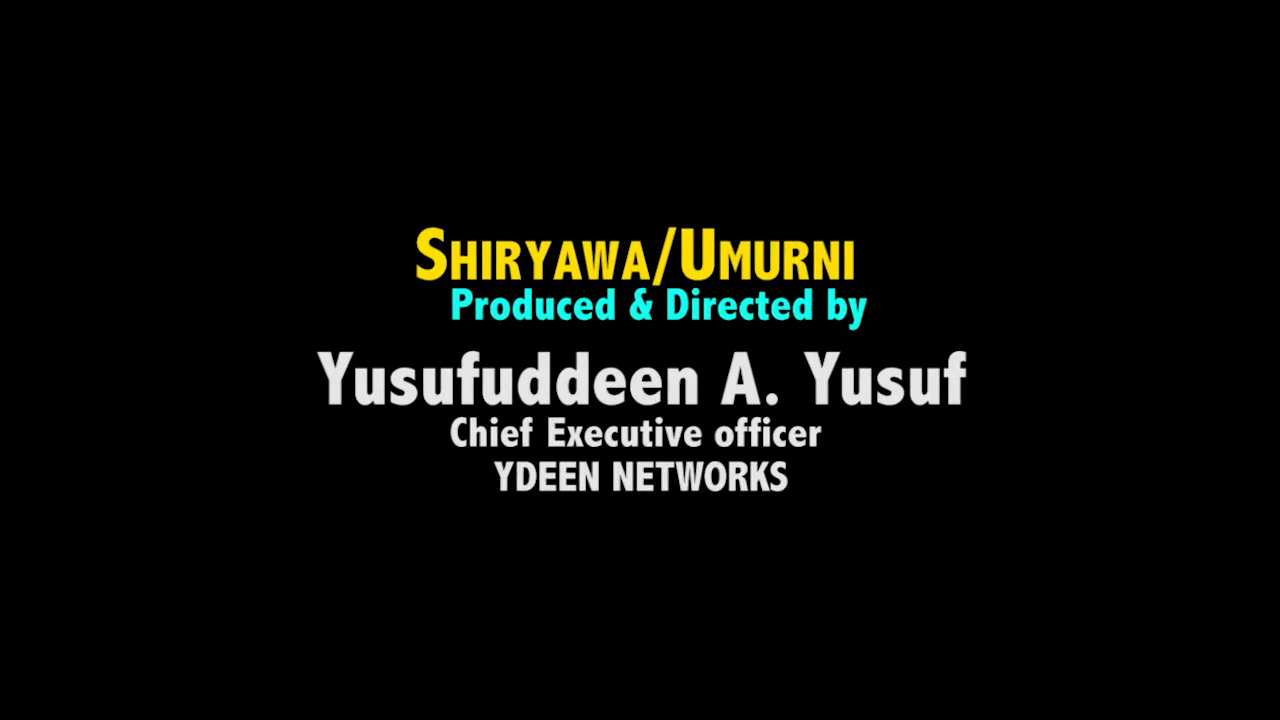 SHIRYAWA/UMURNI
Produced & Directed by
Yusufuddeen A. Yusuf
Chief Executive officer
YDEEN NETWORKS